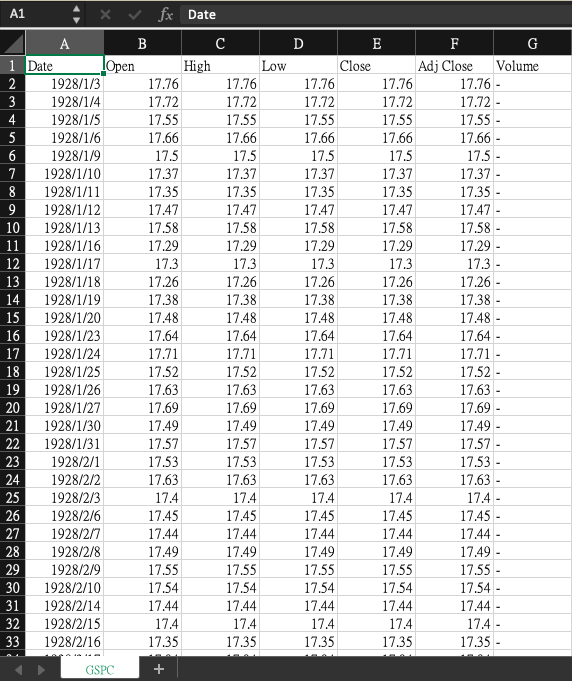 A1 fx Date
A B C D E F G
1 Date Open High Low Close Adj Close Volume
2 1928/1/3 17.76 17.76 17.76 17.76 17.76 -
3 1928/1/4 17.72 17.72 17.72 17.72 17.72 -
4 1928/1/5 17.55 17.55 17.55 17.55 17.55 -
5 1928/1/6 17.66 17.66 17.66 17.66 17.66 -
6 1928/1/9 17.5 17.5 17.5 17.5 17.5 -
7 1928/1/10 17.37 17.37 17.37 17.37 17.37 -
8 1928/1/11 17.35 17.35 17.35 17.35 17.35 -
9 1928/1/12 17.47 17.47 17.47 17.47 17.47 -
10 1928/1/13 17.58 17.58 17.58 17.58 17.58 -
11 1928/1/16 17.29 17.29 17.29 17.29 17.29 -
12 1928/1/17 17.3 17.3 17.3 17.3 17.3 -
13 1928/1/18 17.26 17.26 17.26 17.26 17.26 -
14 1928/1/19 17.38 17.38 17.38 17.38 17.38 -
15 1928/1/20 17.48 17.48 17.48 17.48 17.48 -
16 1928/1/23 17.64 17.64 17.64 17.64 17.64 -
17 1928/1/24 17.71 17.71 17.71 17.71 17.71 -
18 1928/1/25 17.52 17.52 17.52 17.52 17.52 -
19 1928/1/26 17.63 17.63 17.63 17.63 17.63 -
20 1928/1/27 17.69 17.69 17.69 17.69 17.69 -
21 1928/1/30 17.49 17.49 17.49 17.49 17.49 -
22 1928/1/31 17.57 17.57 17.57 17.57 17.57 -
23 1928/2/1 17.53 17.53 17.53 17.53 17.53 -
24 1928/2/2 17.63 17.63 17.63 17.63 17.63 -
25 1928/2/3 17.4 17.4 17.4 17.4 17.4 -
26 1928/2/6 17.45 17.45 17.45 17.45 17.45 -
27 1928/2/7 17.44 17.44 17.44 17.44 17.44 -
28 1928/2/8 17.49 17.49 17.49 17.49 17.49 -
29 1928/2/9 17.55 17.55 17.55 17.55 17.55 -
30 1928/2/10 17.54 17.54 17.54 17.54 17.54 -
31 1928/2/14 17.44 17.44 17.44 17.44 17.44 -
32 1928/2/15 17.4 17.4 17.4 17.4 17.4 -
33 1928/2/16 17.35 17.35 17.35 17.35 17.35 -
GSPC +